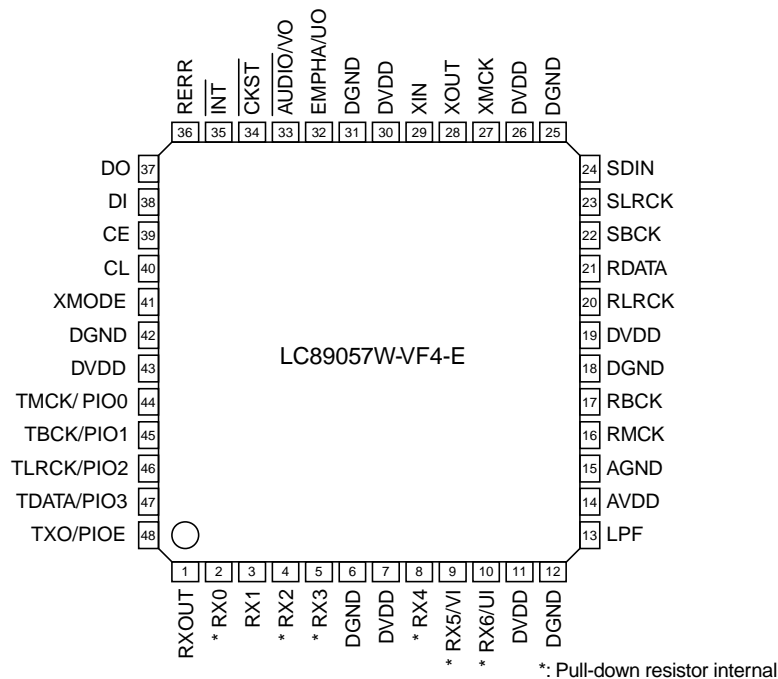 RERR
INT
CKST
AUDIO/VO
EMPHA/UO
DGND
DVDD
XIN
XOUT
XMCK
DVDD
DGND
36 35 34 33 32 31 30 29 28 27 26 25
DO 37
DI 38
CE 39
CL 40
XMODE 41
DGND 42
DVDD 43
TMCK/ PIO0 44
TBCK/PIO1 45
TLRCK/PIO2 46
TDATA/PIO3 47
TXO/PIOE 48
LC89057W-VF4-E
24 SDIN
23 SLRCK
22 SBCK
21 RDATA
20 RLRCK
19 DVDD
18 DGND
17 RBCK
16 RMCK
15 AGND
14 AVDD
13 LPF
1 2 3 4 5 6 7 8 9 10 11 12
RXOUT
* RX0
RX1
* RX2
* RX3
DGND
DVDD
* RX4
* RX5/VI
* RX6/UI
DVDD
DGND
*: Pull-down resistor internal